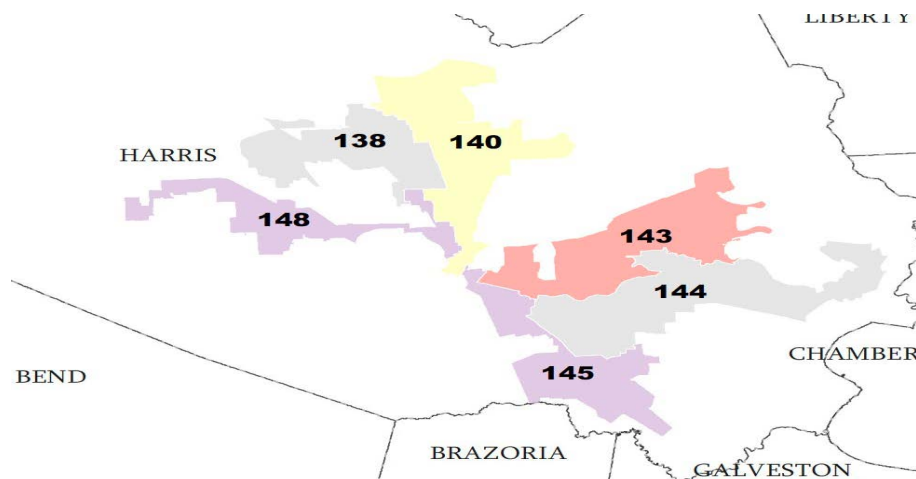 LIBERTY
138
140
HARRIS
148
143
144
CHAMBER
145
BEND
BRAZORIA
GALVESTON